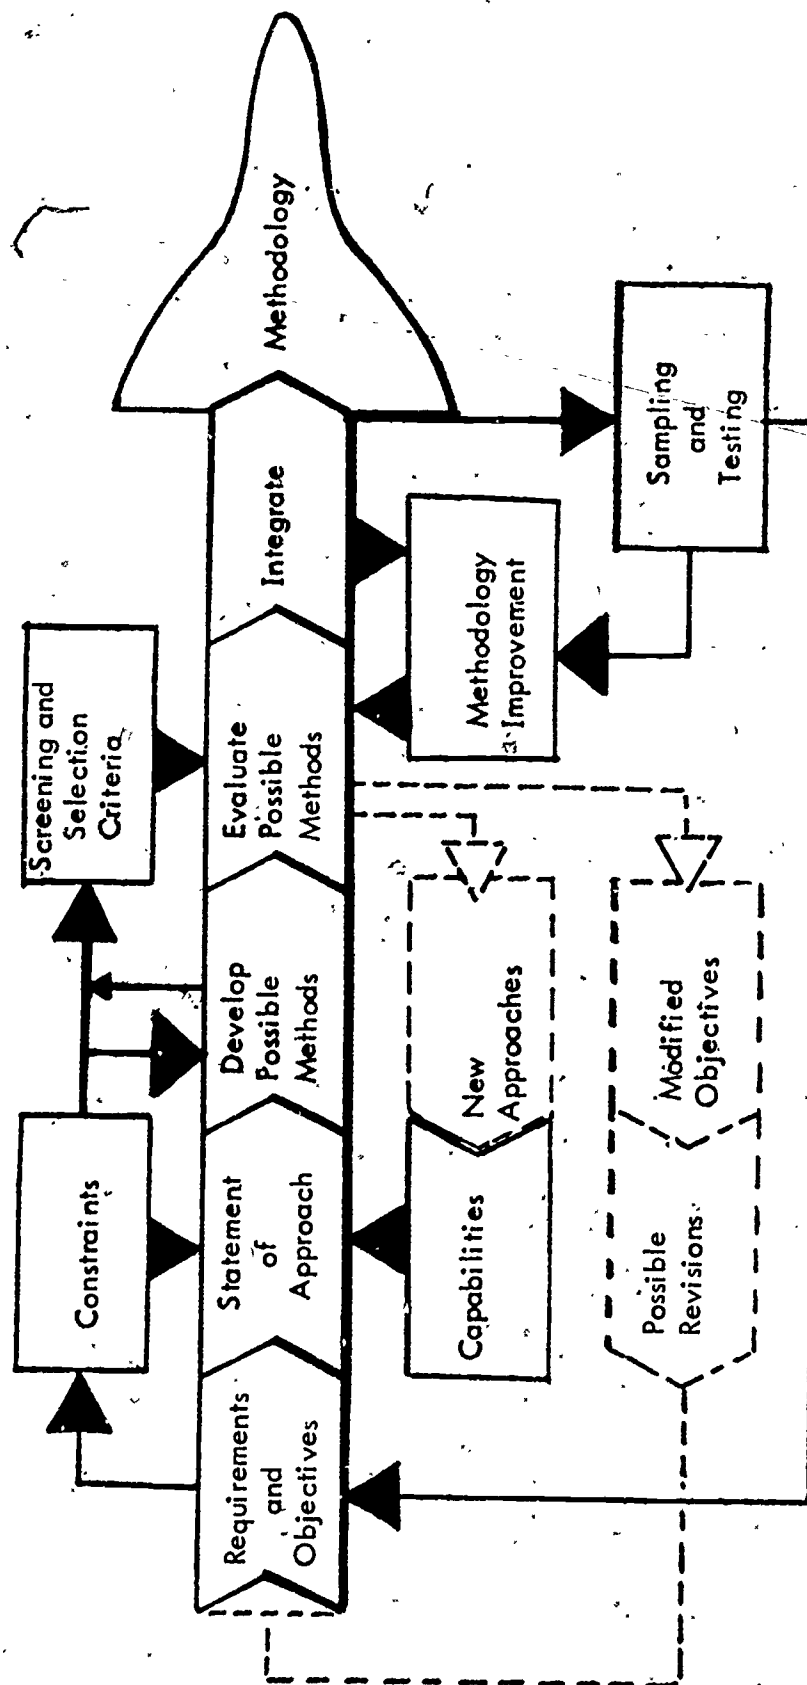 Constraints
Screening and
Selection
Criteria
Requirements
and
Objectives
Statement
of
Approach
Develop
Possible
Methods
Evaluate
Possible
Methods
Integrate
Methodology
Capabilities
New
Approaches
Methodology
Improvement
Possible
Revisions
Modified
Objectives
Sampling
and
Testing